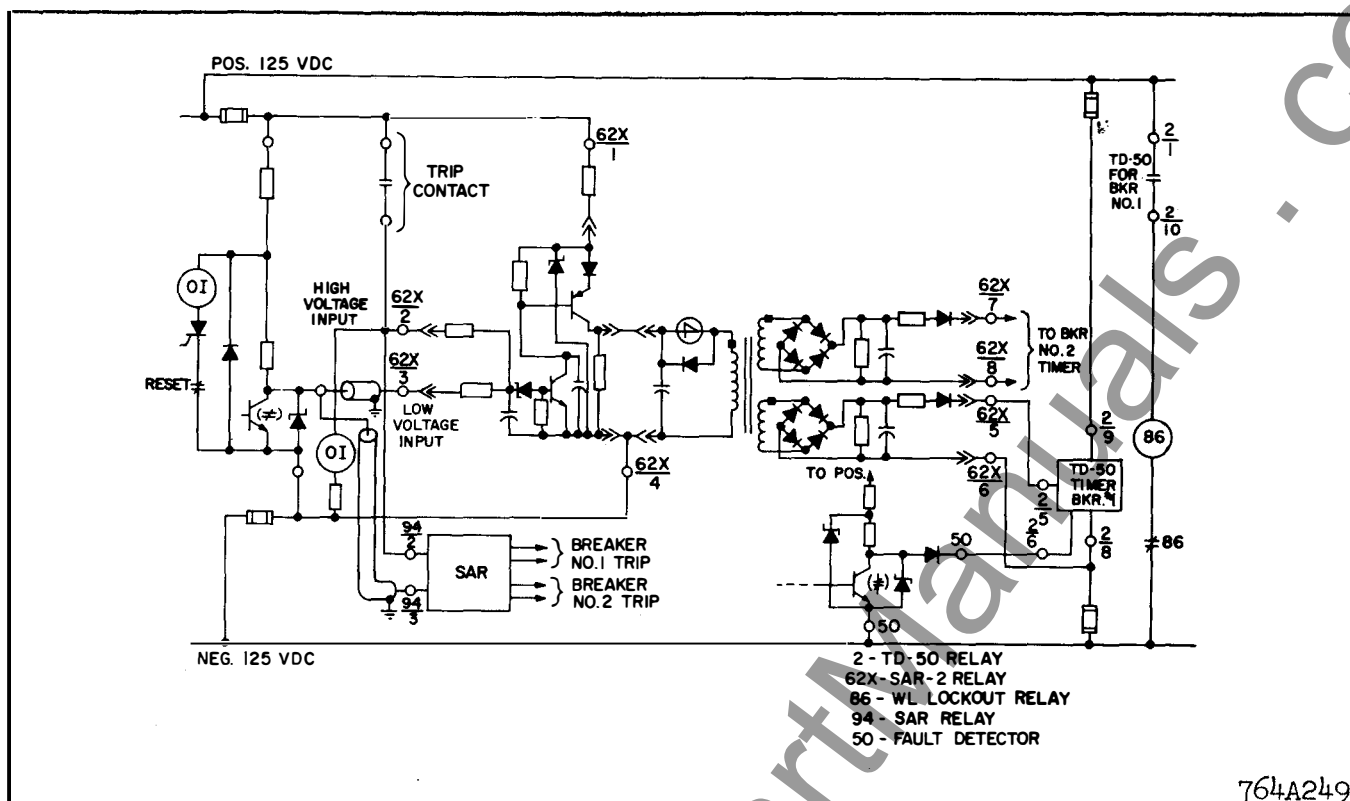 POS. 125 VDC
62X
1
TRIP
CONTACT
2
1
TD-50
FOR
BKR
NO.1
2
10
OI
HIGH
VOLTAGE
INPUT
62X
2
62X
3
LOW
VOLTAGE
INPUT
RESET
(≠)
OI
62X
4
62X
7
62X
8
TO BKR
NO. 2
TIMER
62X
5
62X
6
TO POS.
2
9
86
TD-50
TIMER
BKR. #1
2
5
2
6
2
8
86
50
(≠)
50
94
2
SAR
94
3
BREAKER
NO.1 TRIP
BREAKER
NO.2 TRIP
NEG. 125 VDC
2 - TD-50 RELAY
62X-SAR-2 RELAY
86 - WL LOCKOUT RELAY
94 - SAR RELAY
50 - FAULT DETECTOR
764A249